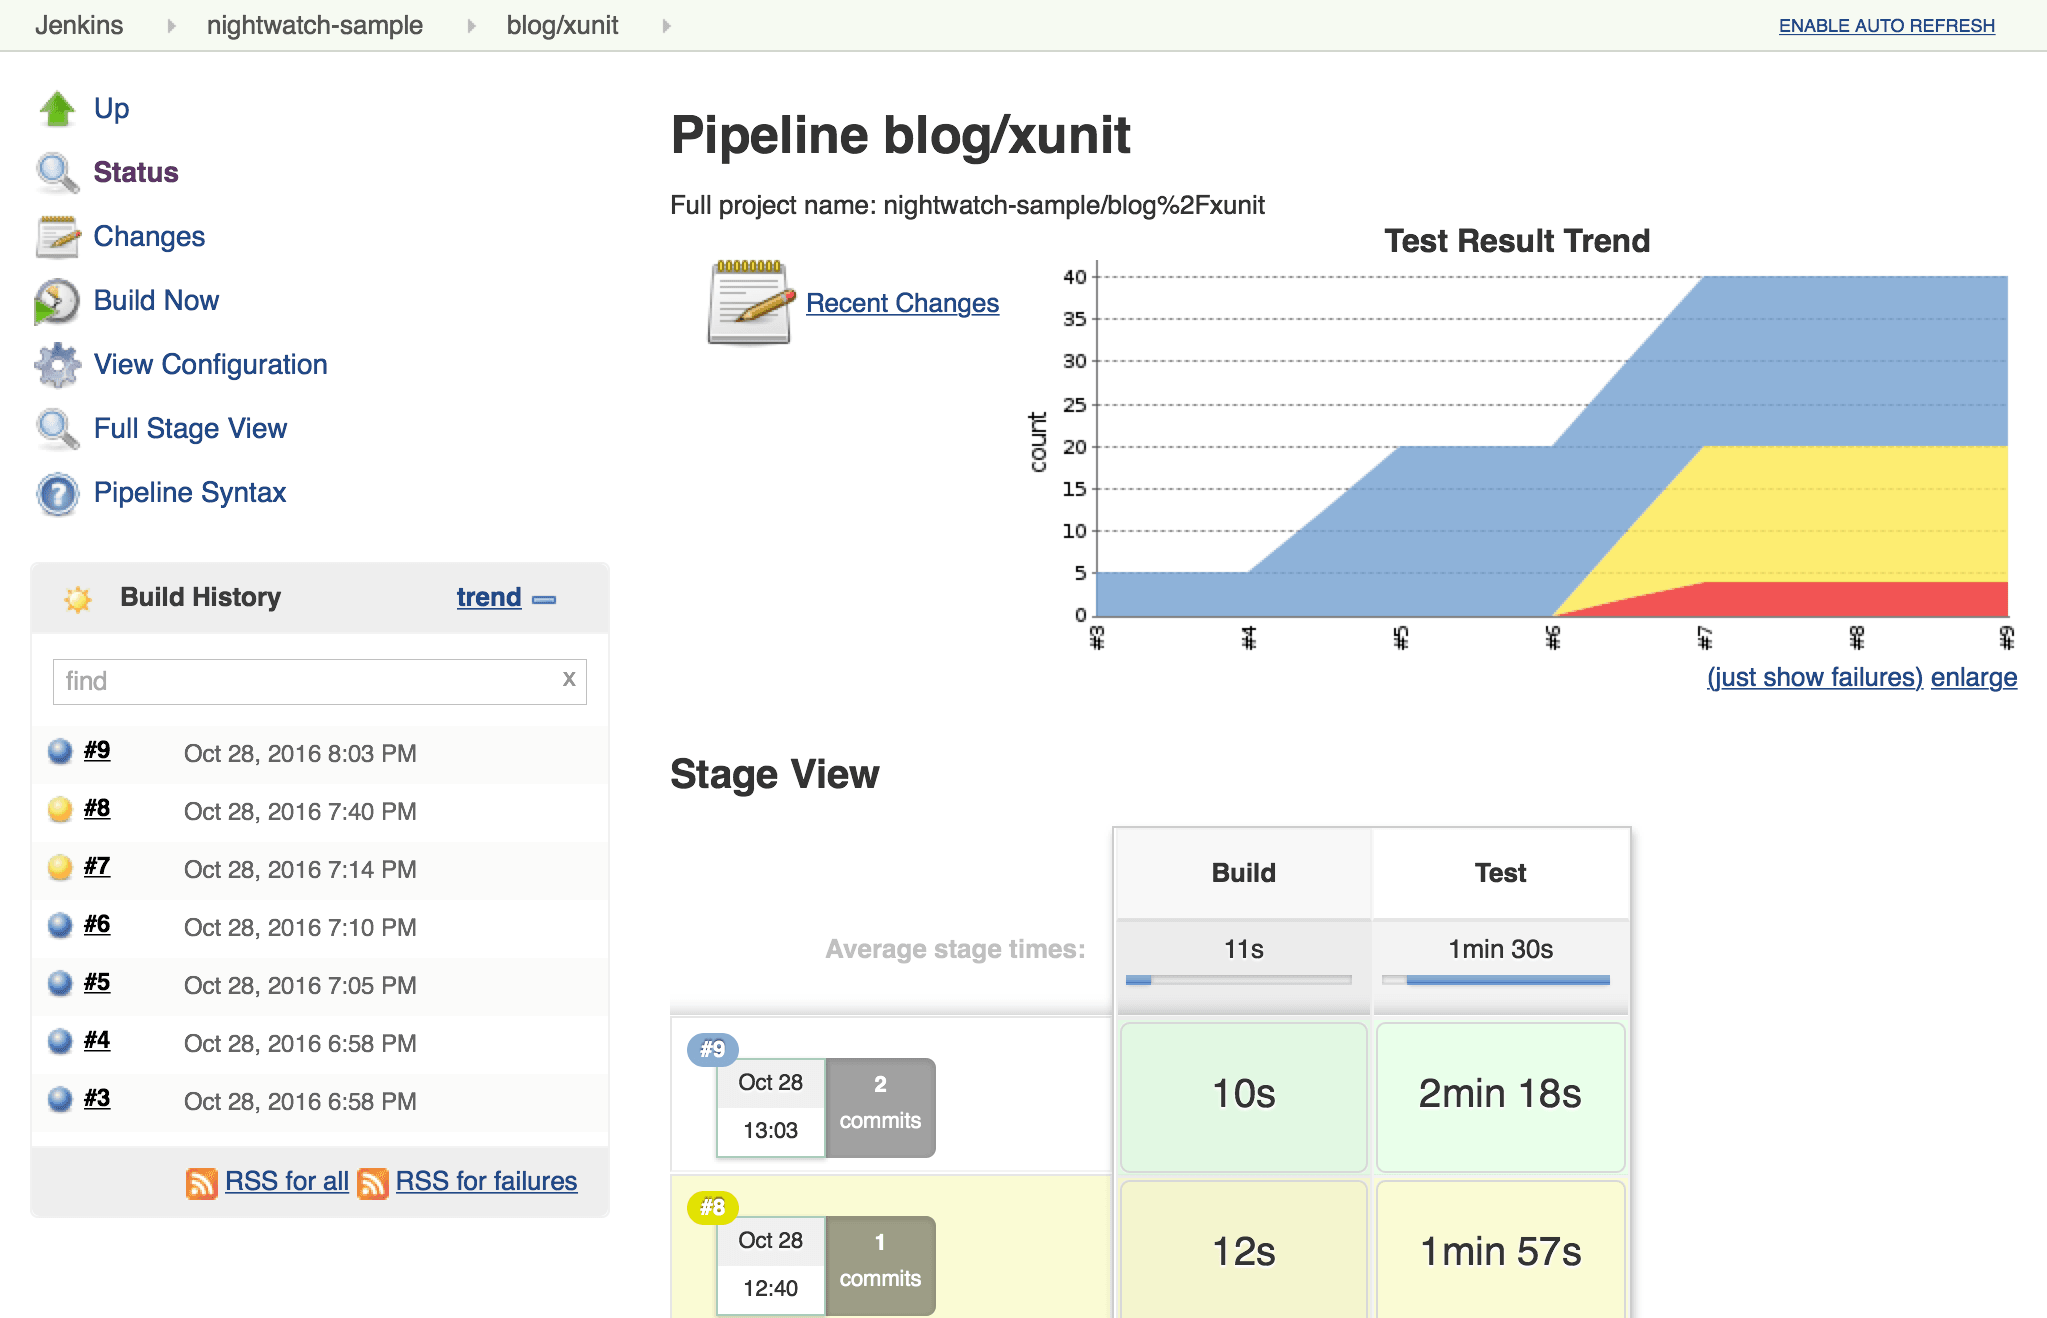 Jenkins nightwatch-sample blog/xunit ENABLE AUTO REFRESH
Up
Status
Changes
Build Now
View Configuration
Full Stage View
Pipeline Syntax
Build History trend
find x
#9 Oct 28, 2016 8:03 PM
#8 Oct 28, 2016 7:40 PM
#7 Oct 28, 2016 7:14 PM
#6 Oct 28, 2016 7:10 PM
#5 Oct 28, 2016 7:05 PM
#4 Oct 28, 2016 6:58 PM
#3 Oct 28, 2016 6:58 PM
RSS for all RSS for failures
Pipeline blog/xunit
Full project name: nightwatch-sample/blog%2Fxunit
Recent Changes
Test Result Trend
count
40
35
30
25
20
15
10
5
0
#3 #4 #5 #6 #7 #8 #9
(just show failures) enlarge
Stage View
Build Test
Average stage times: 11s 1min 30s
#9
Oct 28
13:03
2
commits
10s 2min 18s
#8
Oct 28
12:40
1
commits
12s 1min 57s